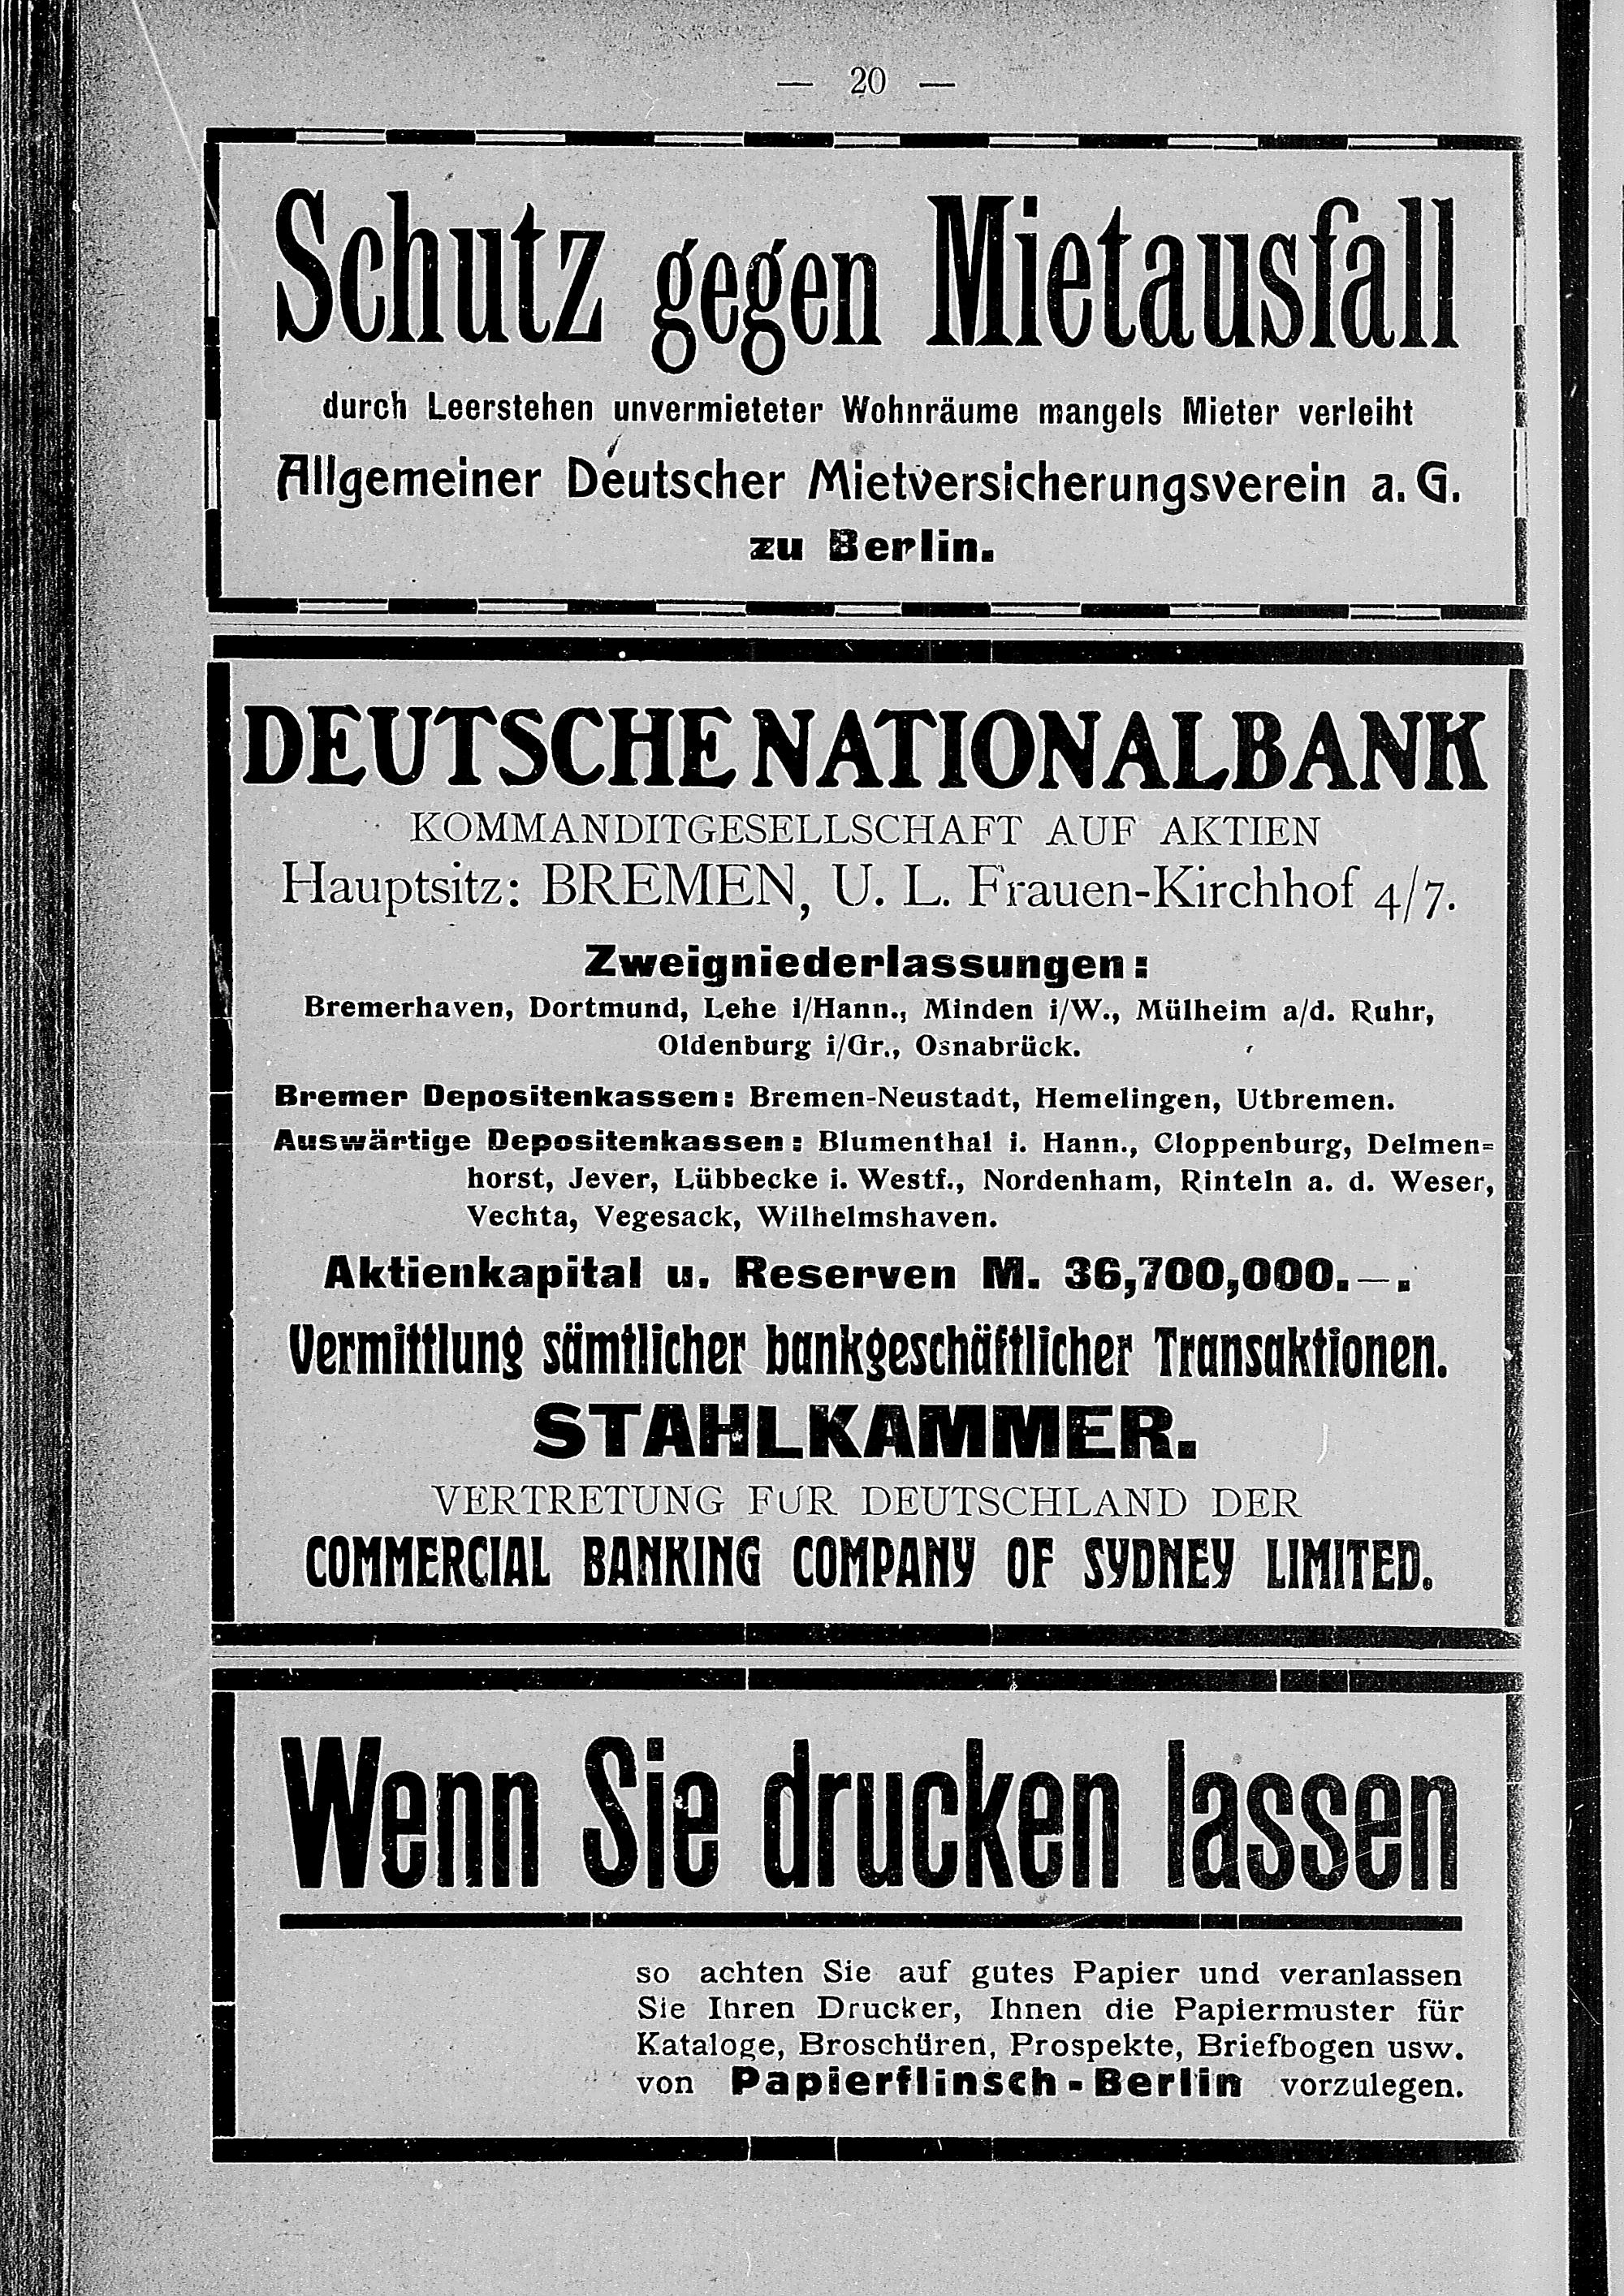 — 20 —
Schutz gegen Mietausfall
durch Leerstehen unvermieteter Wohnräume mangels Mieter verleiht
Allgemeiner Deutscher Mietversicherungsverein a. G.
zu Berlin.
DEUTSCHE NATIONALBANK
KOMMANDITGESELLSCHAFT AUF AKTIEN
Hauptsitz: BREMEN, U. L. Frauen-Kirchhof 4/7.
Zweigniederlassungen:
Bremerhaven, Dortmund, Lehe i/Hann., Minden i/W., Mülheim a/d. Ruhr,
Oldenburg i/Gr., Osnabrück.
Bremer Depositenkassen: Bremen-Neustadt, Hemelingen, Utbremen.
Auswärtige Depositenkassen: Blumenthal i. Hann., Cloppenburg, Delmen=
horst, Jever, Lübbecke i. Westf., Nordenham, Rinteln a. d. Weser,
Vechta, Vegesack, Wilhelmshaven.
Aktienkapital u. Reserven M. 36,700,000.—.
Vermittlung sämtlicher bankgeschäftlicher Transaktionen.
STAHLKAMMER.
VERTRETUNG FUR DEUTSCHLAND DER
COMMERCIAL BANKING COMPANY OF SYDNEY LIMITED.
Wenn Sie drucken lassen
so achten Sie auf gutes Papier und veranlassen
Sie Ihren Drucker, Ihnen die Papiermuster für
Kataloge, Broschüren, Prospekte, Briefbogen usw.
von Papierflinsch-Berlin vorzulegen.